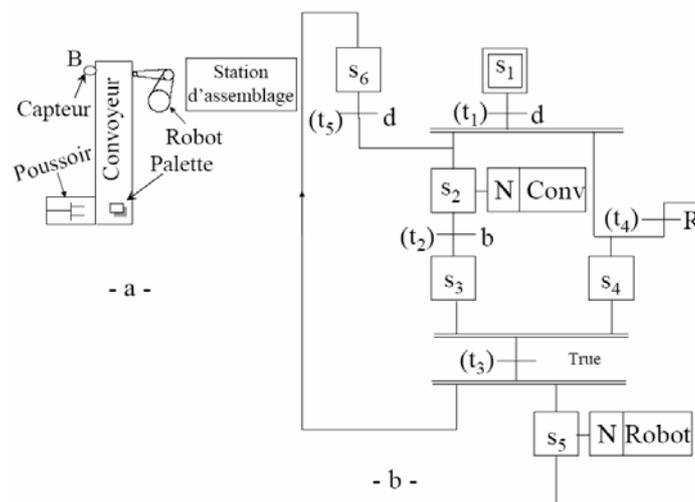 B
Capteur
Convoyeur
Station
d'assemblage
Robot
Palette
Poussoir
- a -
s6
s1
(t5) d
(t1) d
s2 N Conv
(t4) R
(t2) b
s3
s4
(t3) True
s5 N Robot
- b -